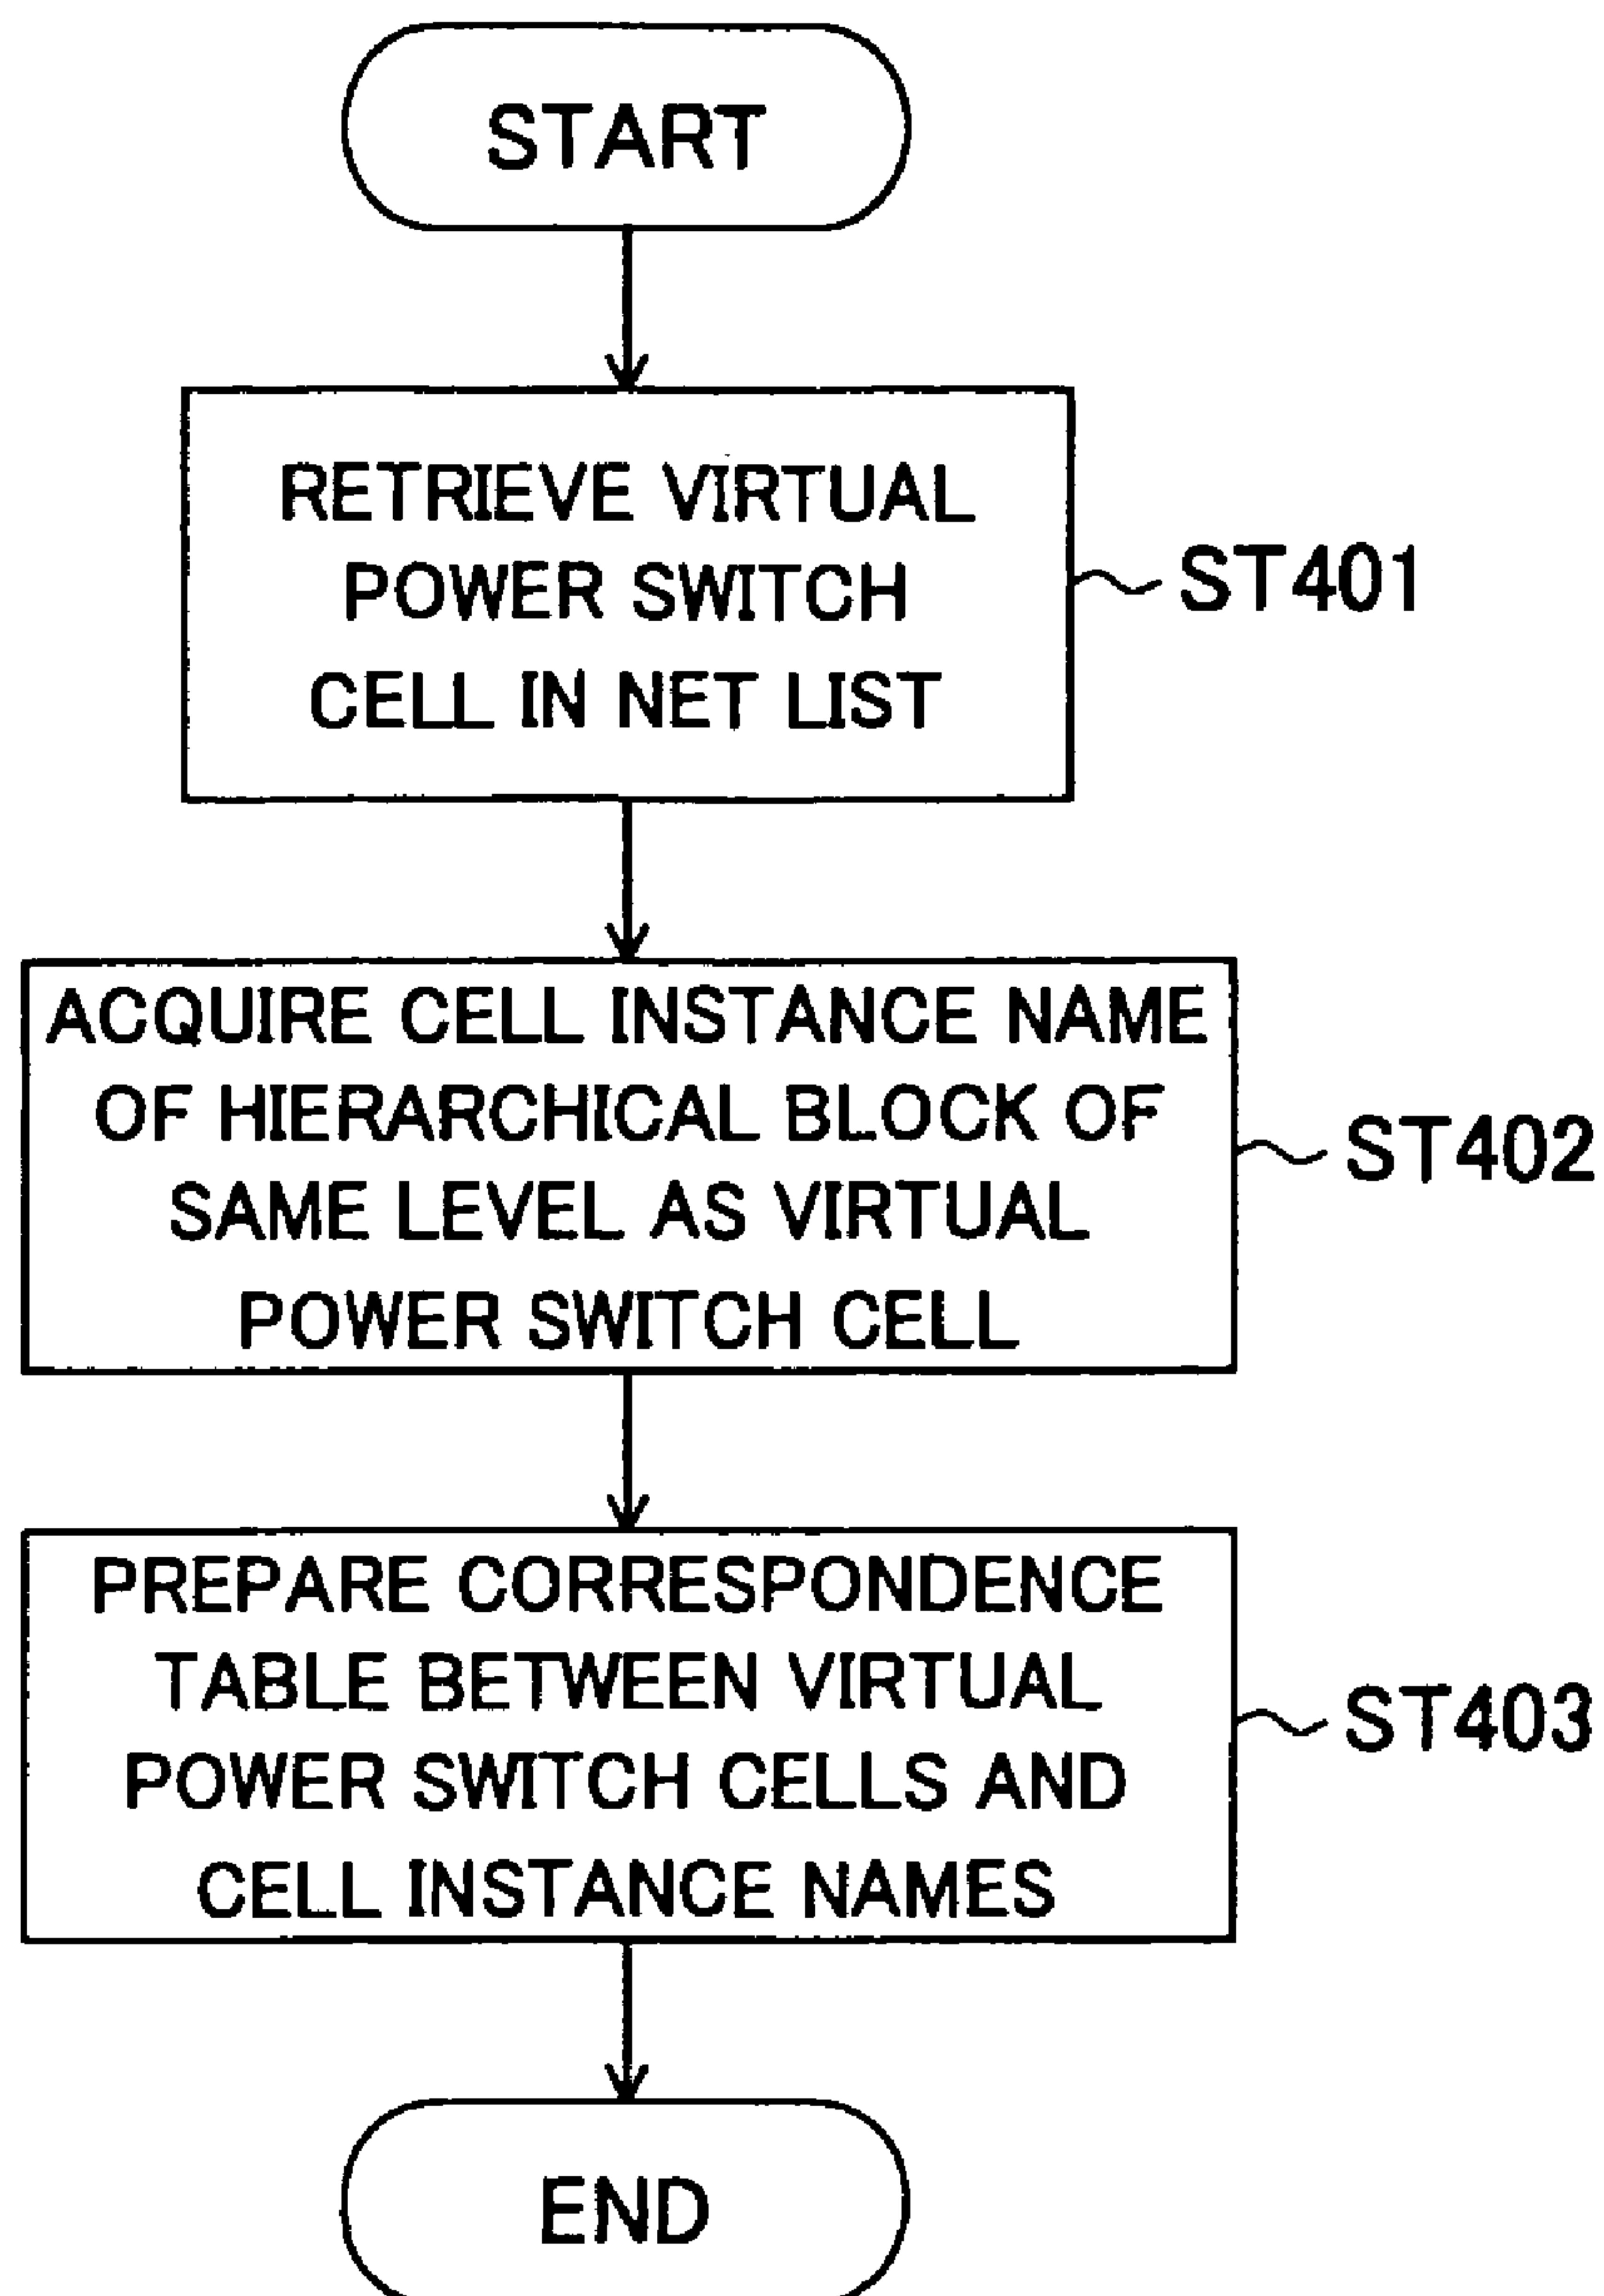 START
RETRIEVE VIRTUAL
POWER SWITCH
CELL IN NET LIST
ST401
ACQUIRE CELL INSTANCE NAME
OF HIERARCHICAL BLOCK OF
SAME LEVEL AS VIRTUAL
POWER SWITCH CELL
ST402
PREPARE CORRESPONDENCE
TABLE BETWEEN VIRTUAL
POWER SWITCH CELLS AND
CELL INSTANCE NAMES
ST403
END